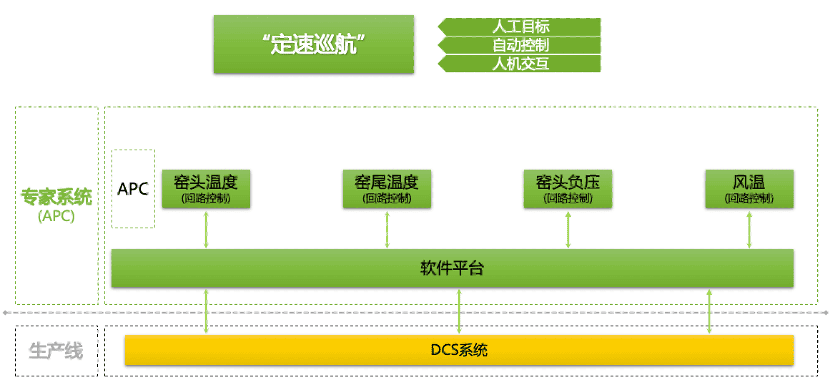 “定速巡航”
人工目标
自动控制
人机交互
专家系统
(APC)
APC
窑头温度
(回路控制)
窑尾温度
(回路控制)
窑头负压
(回路控制)
风温
(回路控制)
软件平台
生产线
DCS系统